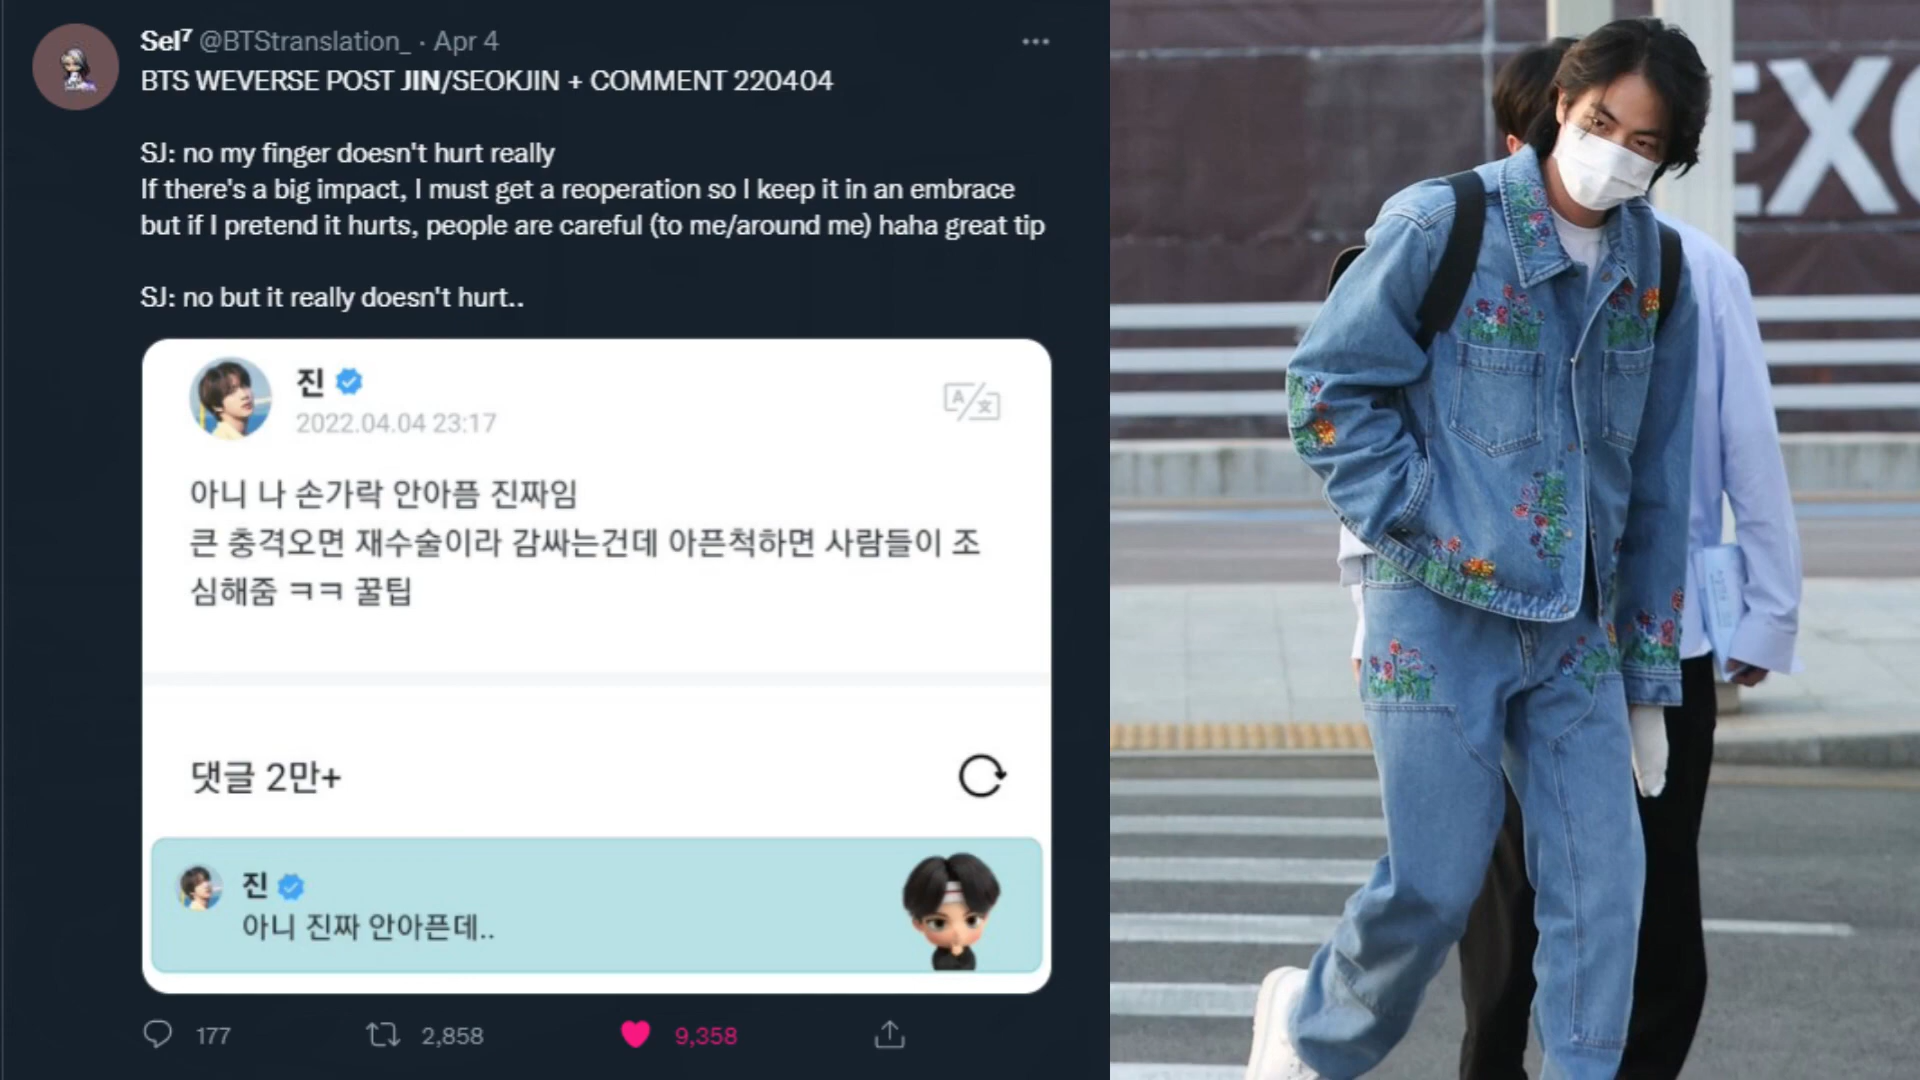 Sel⁷ @BTStranslation_ · Apr 4
BTS WEVERSE POST JIN/SEOKJIN + COMMENT 220404
SJ: no my finger doesn't hurt really
If there's a big impact, I must get a reoperation so I keep it in an embrace
but if I pretend it hurts, people are careful (to me/around me) haha great tip
SJ: no but it really doesn't hurt..
진
2022.04.04 23:17
아니 나 손가락 안아픔 진짜임
큰 충격오면 재수술이라 감싸는건데 아픈척하면 사람들이 조
심해줌 ㅋㅋ 꿀팁
댓글 2만+
진
아니 진짜 안아픈데..
177 2,858 9,358
EXO